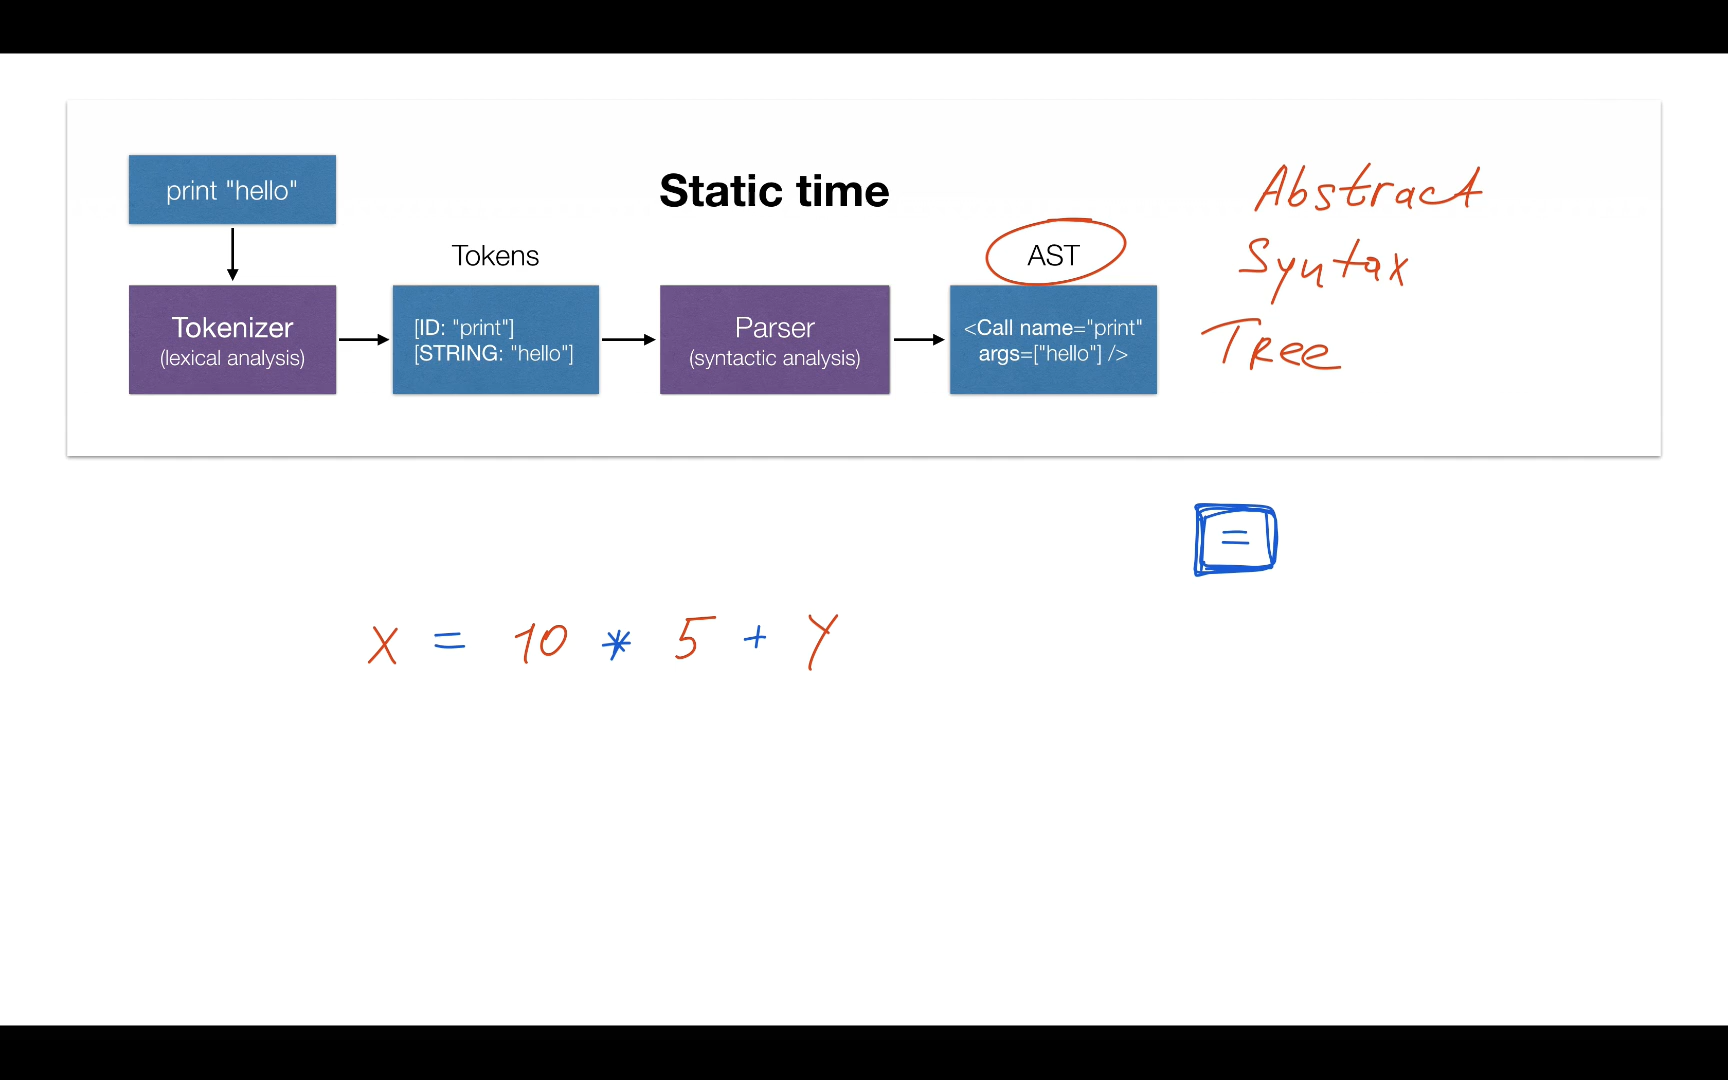 print "hello"
Static time
Abstract
Syntax
Tree
Tokens
AST
Tokenizer
(lexical analysis)
[ID: "print"]
[STRING: "hello"]
Parser
(syntactic analysis)
<Call name="print"
args=["hello"] />
=
x = 10 * 5 + y